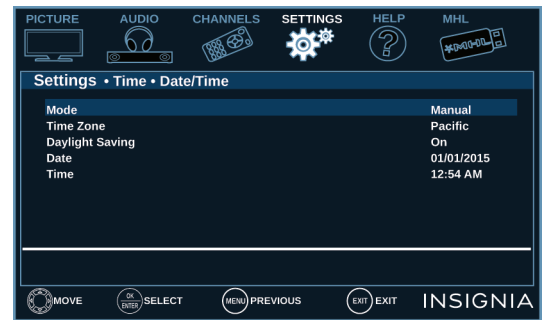 PICTURE AUDIO CHANNELS SETTINGS HELP MHL
MHL
Settings • Time • Date/Time
Mode Manual
Time Zone Pacific
Daylight Saving On
Date 01/01/2015
Time 12:54 AM
MOVE OK ENTER SELECT MENU PREVIOUS EXIT EXIT INSIGNIA